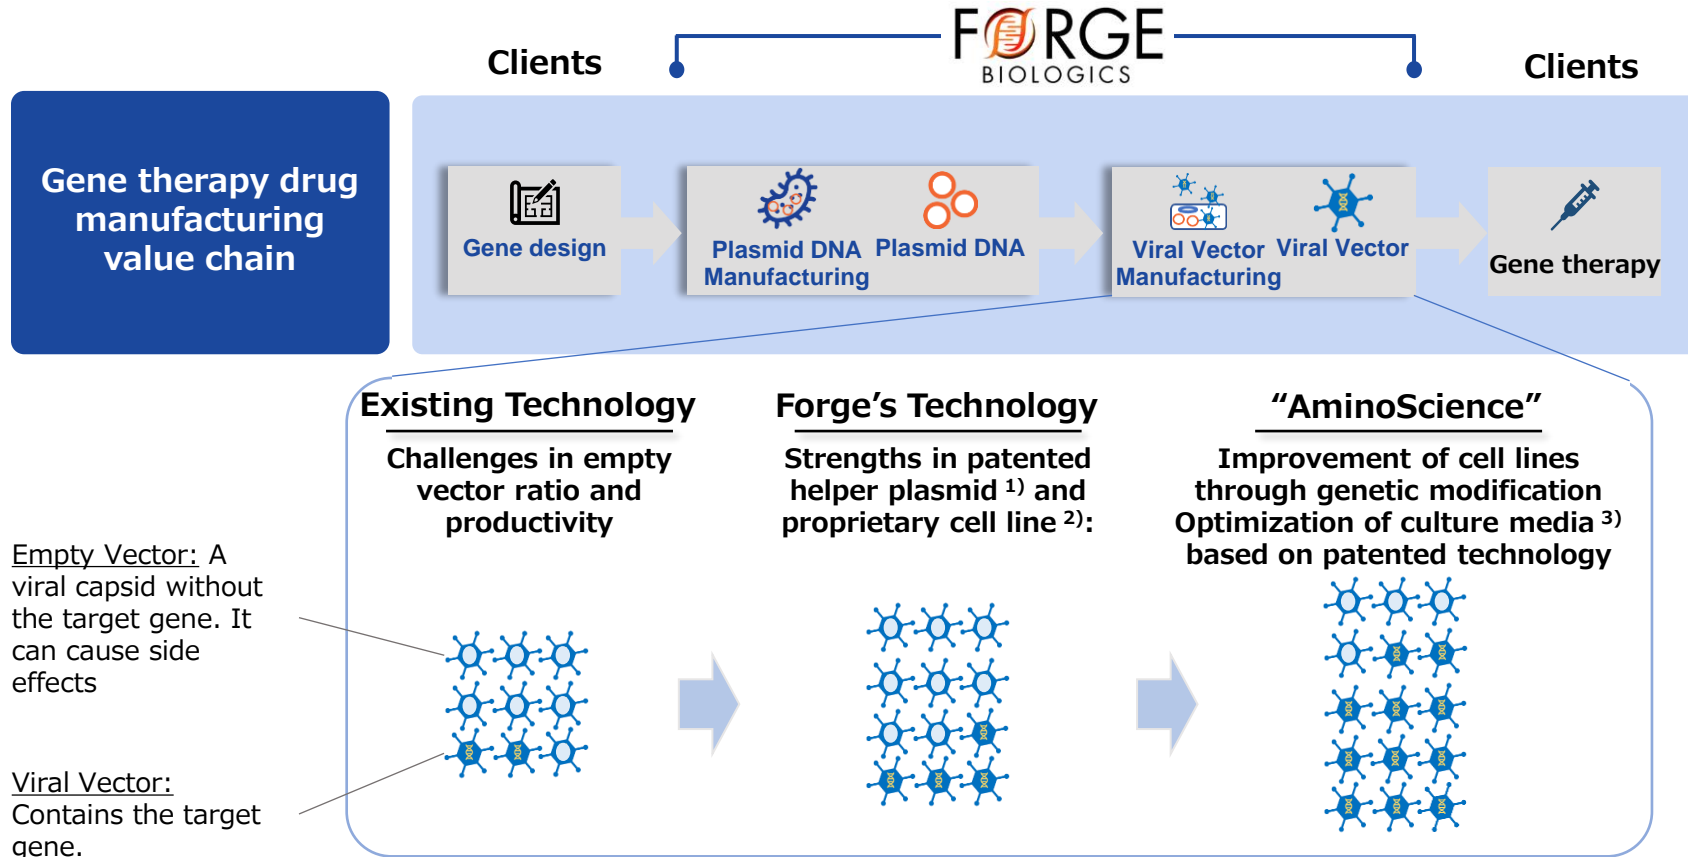 FORGE
BIOLOGICS
Clients
Clients
Gene therapy drug
manufacturing
value chain
Gene design
Plasmid DNA
Manufacturing
Plasmid DNA
Viral Vector
Manufacturing
Viral Vector
Gene therapy
Existing Technology
Challenges in empty
vector ratio and
productivity
Forge’s Technology
Strengths in patented
helper plasmid 1) and
proprietary cell line 2):
“AminoScience”
Improvement of cell lines
through genetic modification
Optimization of culture media 3)
based on patented technology
Empty Vector: A
viral capsid without
the target gene. It
can cause side
effects
Viral Vector:
Contains the target
gene.